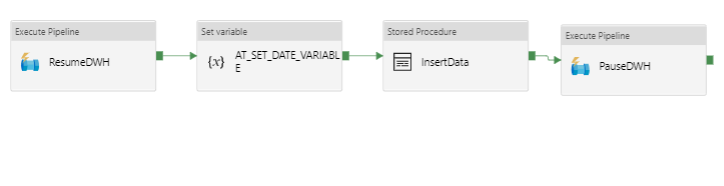 Execute Pipeline
ResumeDWH
Set variable
{x}
AT_SET_DATE_VARIABL
E
Stored Procedure
InsertData
Execute Pipeline
PauseDWH